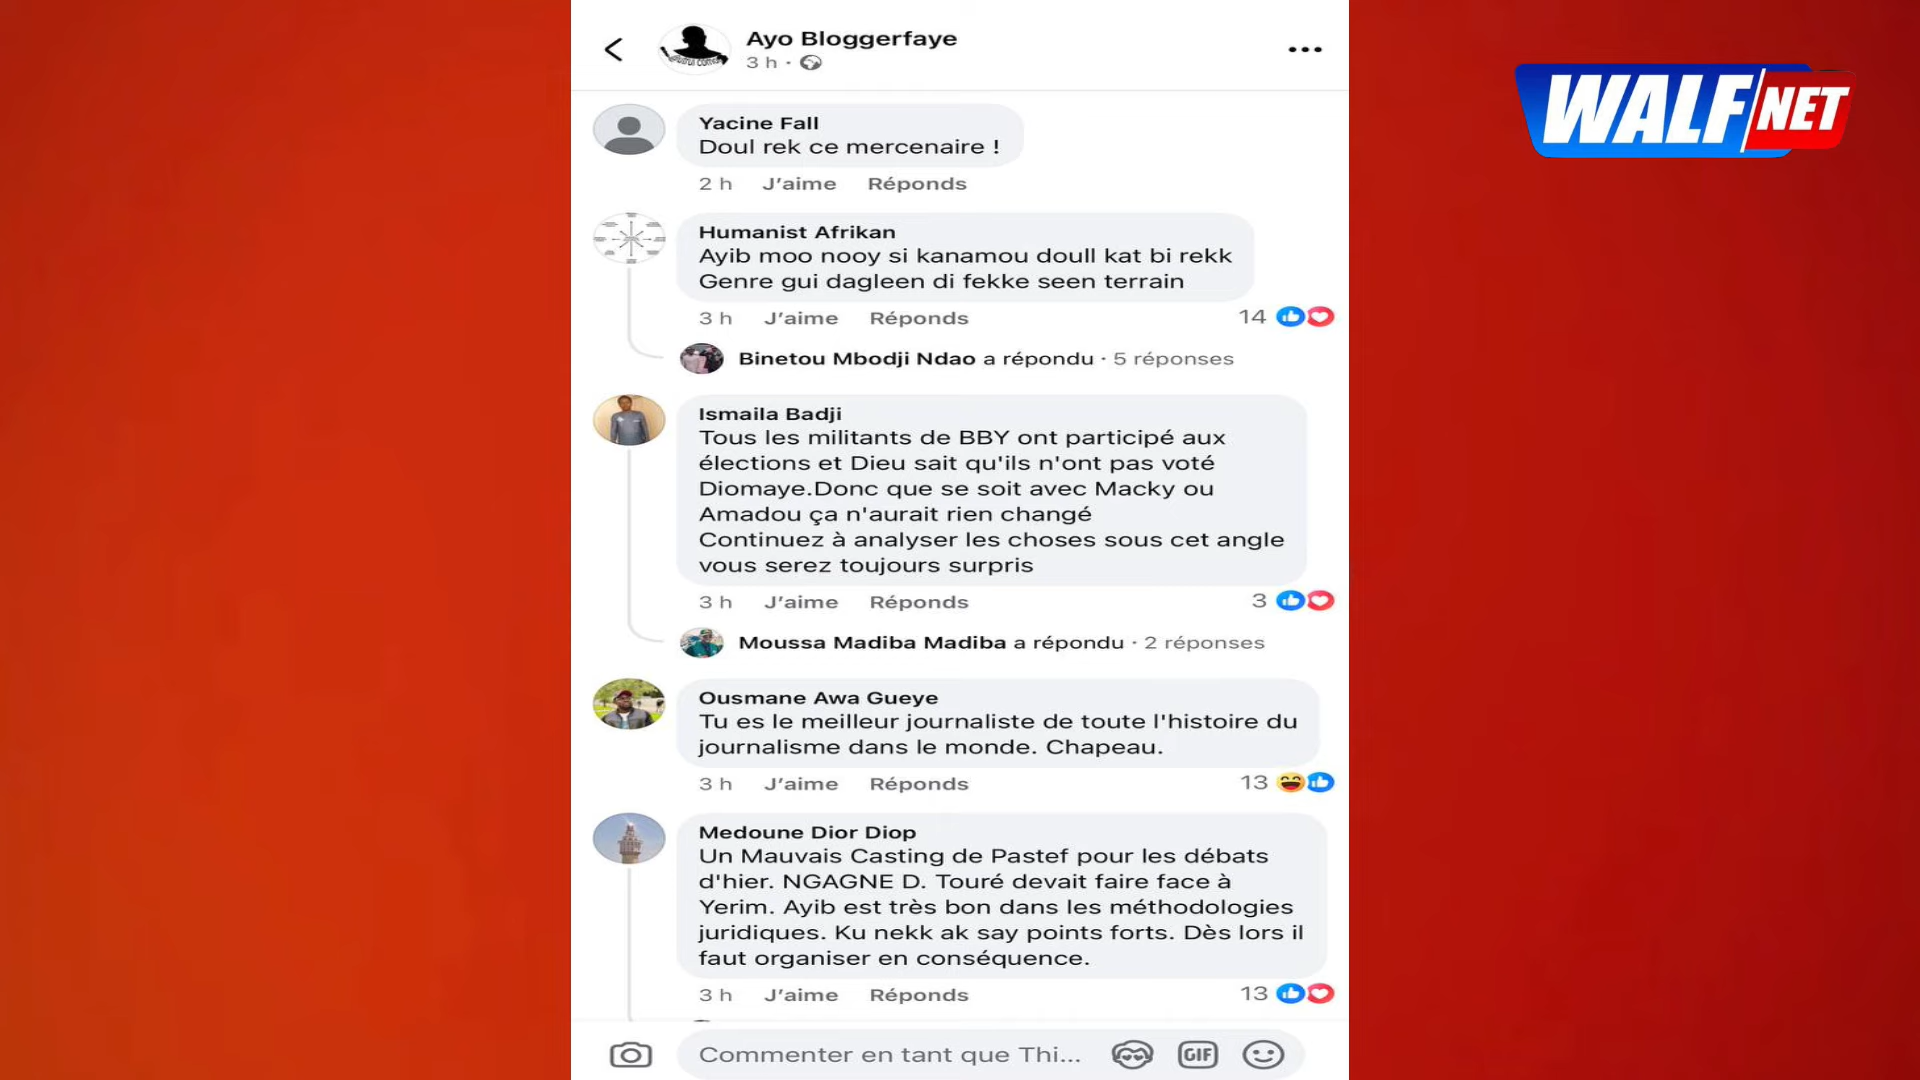 Ayo Bloggerfaye
3 h ·
WALF NET
Yacine Fall
Doul rek ce mercenaire !
2 h J'aime Réponds
Humanist Afrikan
Ayib moo nooy si kanamou doull kat bi rekk
Genre gui dagleen di fekke seen terrain
3 h J'aime Réponds 14
Binetou Mbodji Ndao a répondu · 5 réponses
Ismaila Badji
Tous les militants de BBY ont participé aux
élections et Dieu sait qu'ils n'ont pas voté
Diomaye.Donc que se soit avec Macky ou
Amadou ça n'aurait rien changé
Continuez à analyser les choses sous cet angle
vous serez toujours surpris
3 h J'aime Réponds 3
Moussa Madiba Madiba a répondu · 2 réponses
Ousmane Awa Gueye
Tu es le meilleur journaliste de toute l'histoire du
journalisme dans le monde. Chapeau.
3 h J'aime Réponds 13
Medoune Dior Diop
Un Mauvais Casting de Pastef pour les débats
d'hier. NGAGNE D. Touré devait faire face à
Yerim. Ayib est très bon dans les méthodologies
juridiques. Ku nekk ak say points forts. Dès lors il
faut organiser en conséquence.
3 h J'aime Réponds 13
Commenter en tant que Thi...
GIF